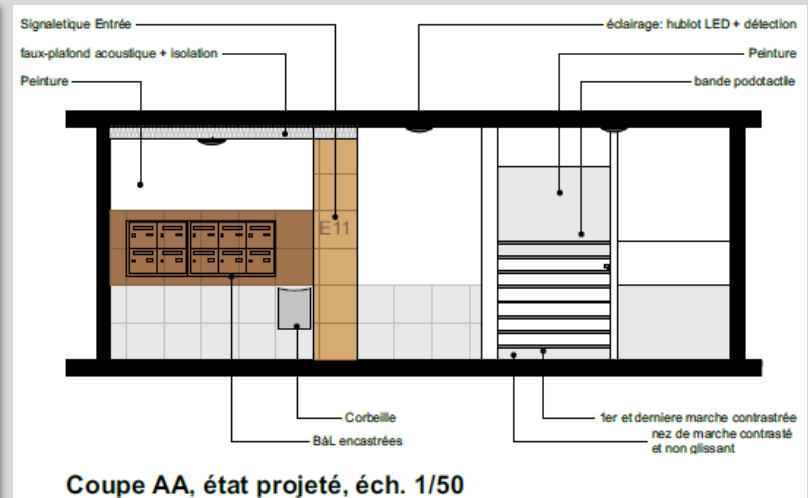 Signaletique Entrée
éclairage: hublot LED + détection
faux-plafond acoustique + isolation
Peinture
Peinture
bande podotactile
E11
Corbeille
1er et derniere marche contrastrée
BàL encastrées
nez de marche contrasté
et non glissant
Coupe AA, état projeté, éch. 1/50